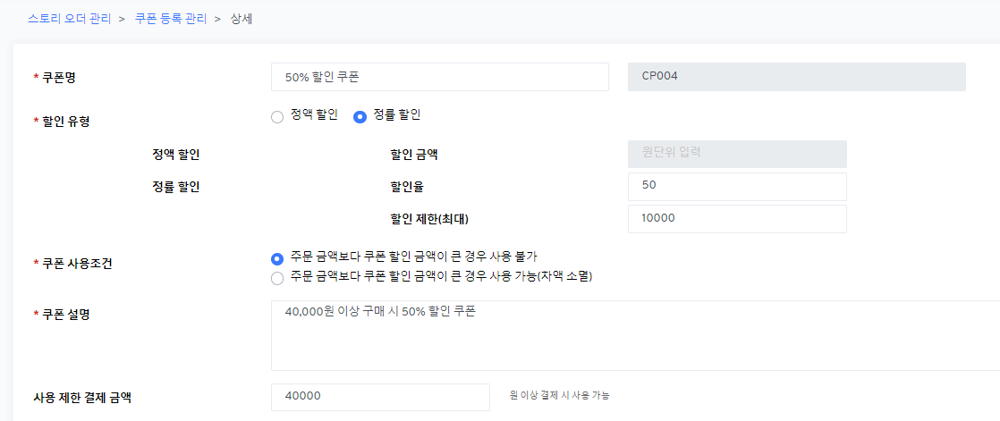 스토리 오더 관리 > 쿠폰 등록 관리 > 상세
* 쿠폰명 50% 할인 쿠폰 CP004
* 할인 유형 정액 할인 정률 할인
정액 할인 할인 금액 원단위 입력
정률 할인 할인율 50
할인 제한(최대) 10000
* 쿠폰 사용조건 주문 금액보다 쿠폰 할인 금액이 큰 경우 사용 불가
주문 금액보다 쿠폰 할인 금액이 큰 경우 사용 가능(차액 소멸)
* 쿠폰 설명 40,000원 이상 구매 시 50% 할인 쿠폰
사용 제한 결제 금액 40000 원 이상 결제 시 사용 가능